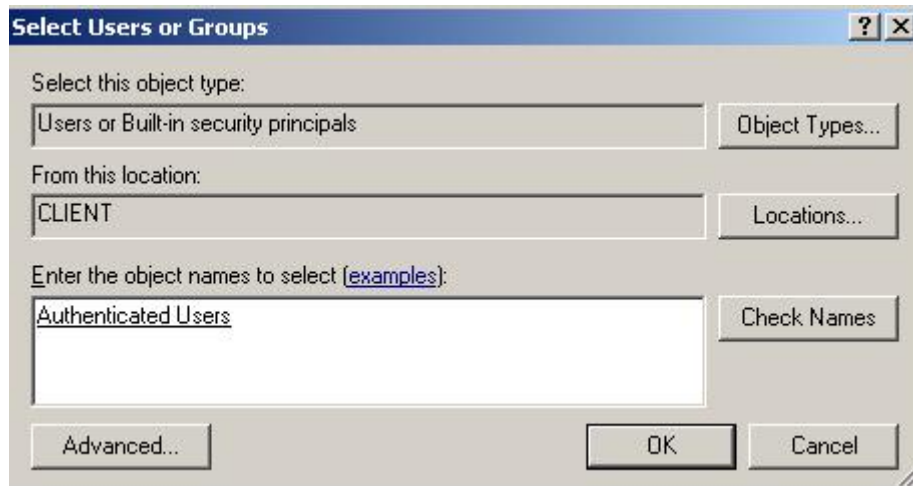 Select Users or Groups
Select this object type:
Users or Built-in security principals
Object Types...
From this location:
CLIENT
Locations...
Enter the object names to select (examples):
Authenticated Users
Check Names
Advanced...
OK
Cancel